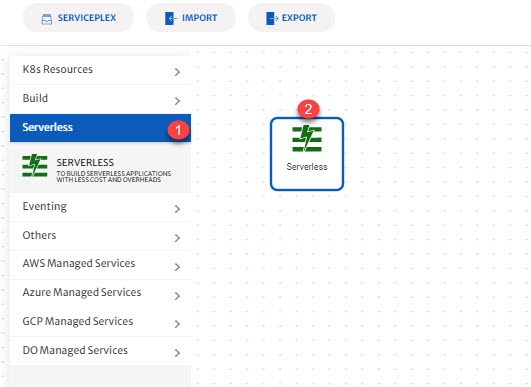 SERVICEPLEX
IMPORT
EXPORT
K8s Resources
Build
Serverless
1
SERVERLESS
TO BUILD SERVERLESS APPLICATIONS
WITH LESS COST AND OVERHEADS
Eventing
Others
AWS Managed Services
Azure Managed Services
GCP Managed Services
DO Managed Services
2
Serverless